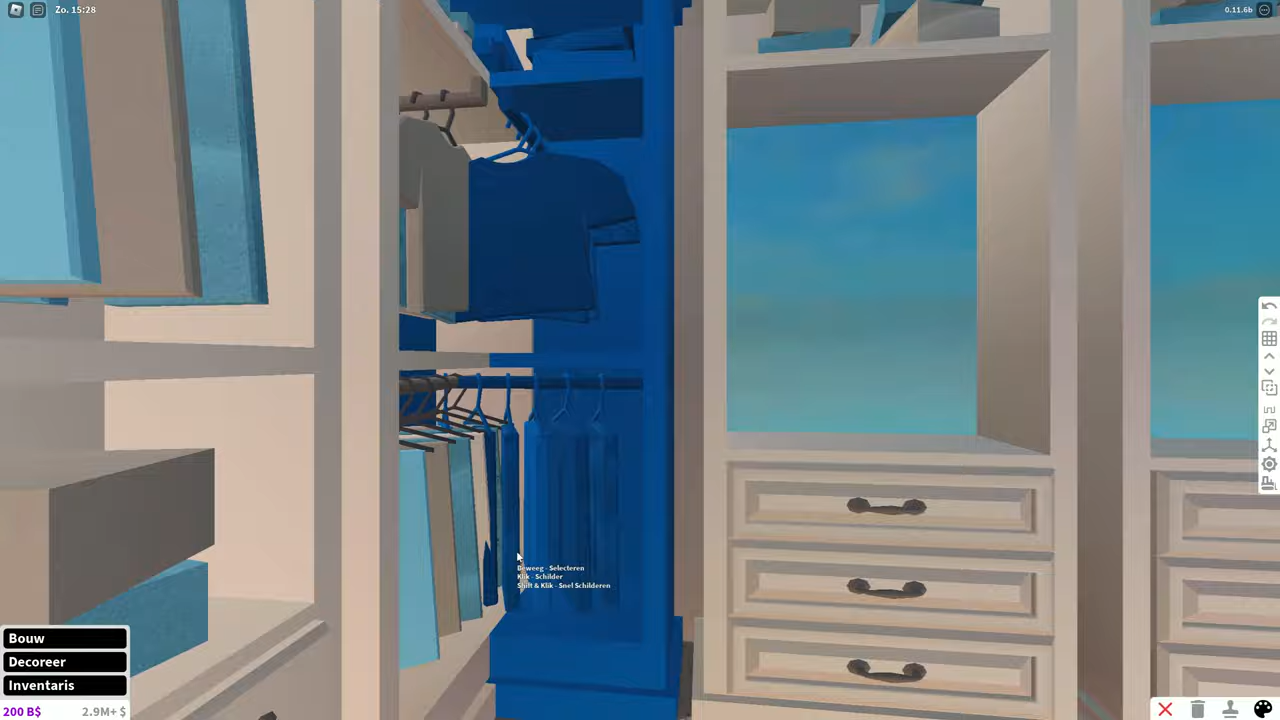 Zo. 15:28
0.11.6b
Beweeg - Selecteren
Klik - Schilder
Shift & Klik - Snel Schilderen
Bouw
Decoreer
Inventaris
200 B$
2.9M+ $